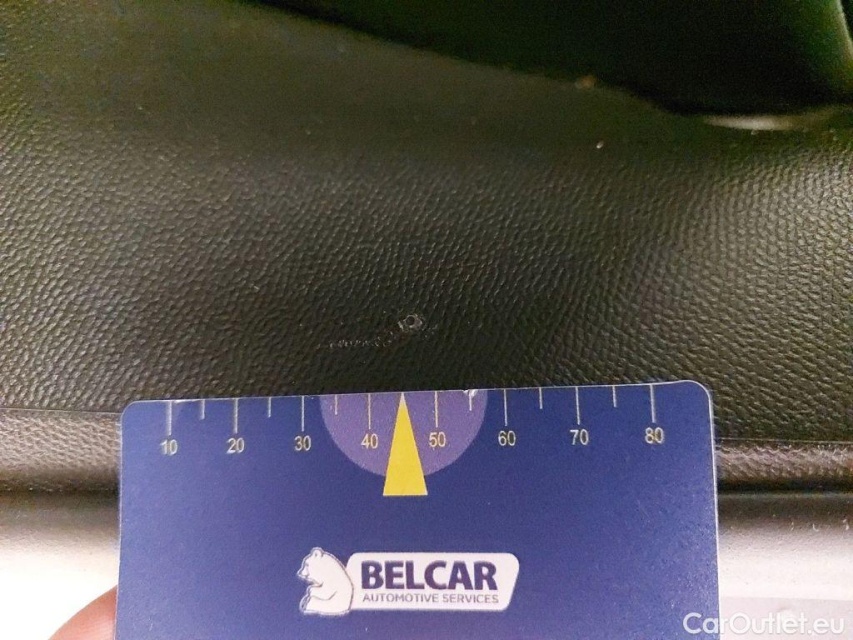 10 20 30 40 50 60 70 80
BELCAR
AUTOMOTIVE SERVICES
CarOutlet.eu